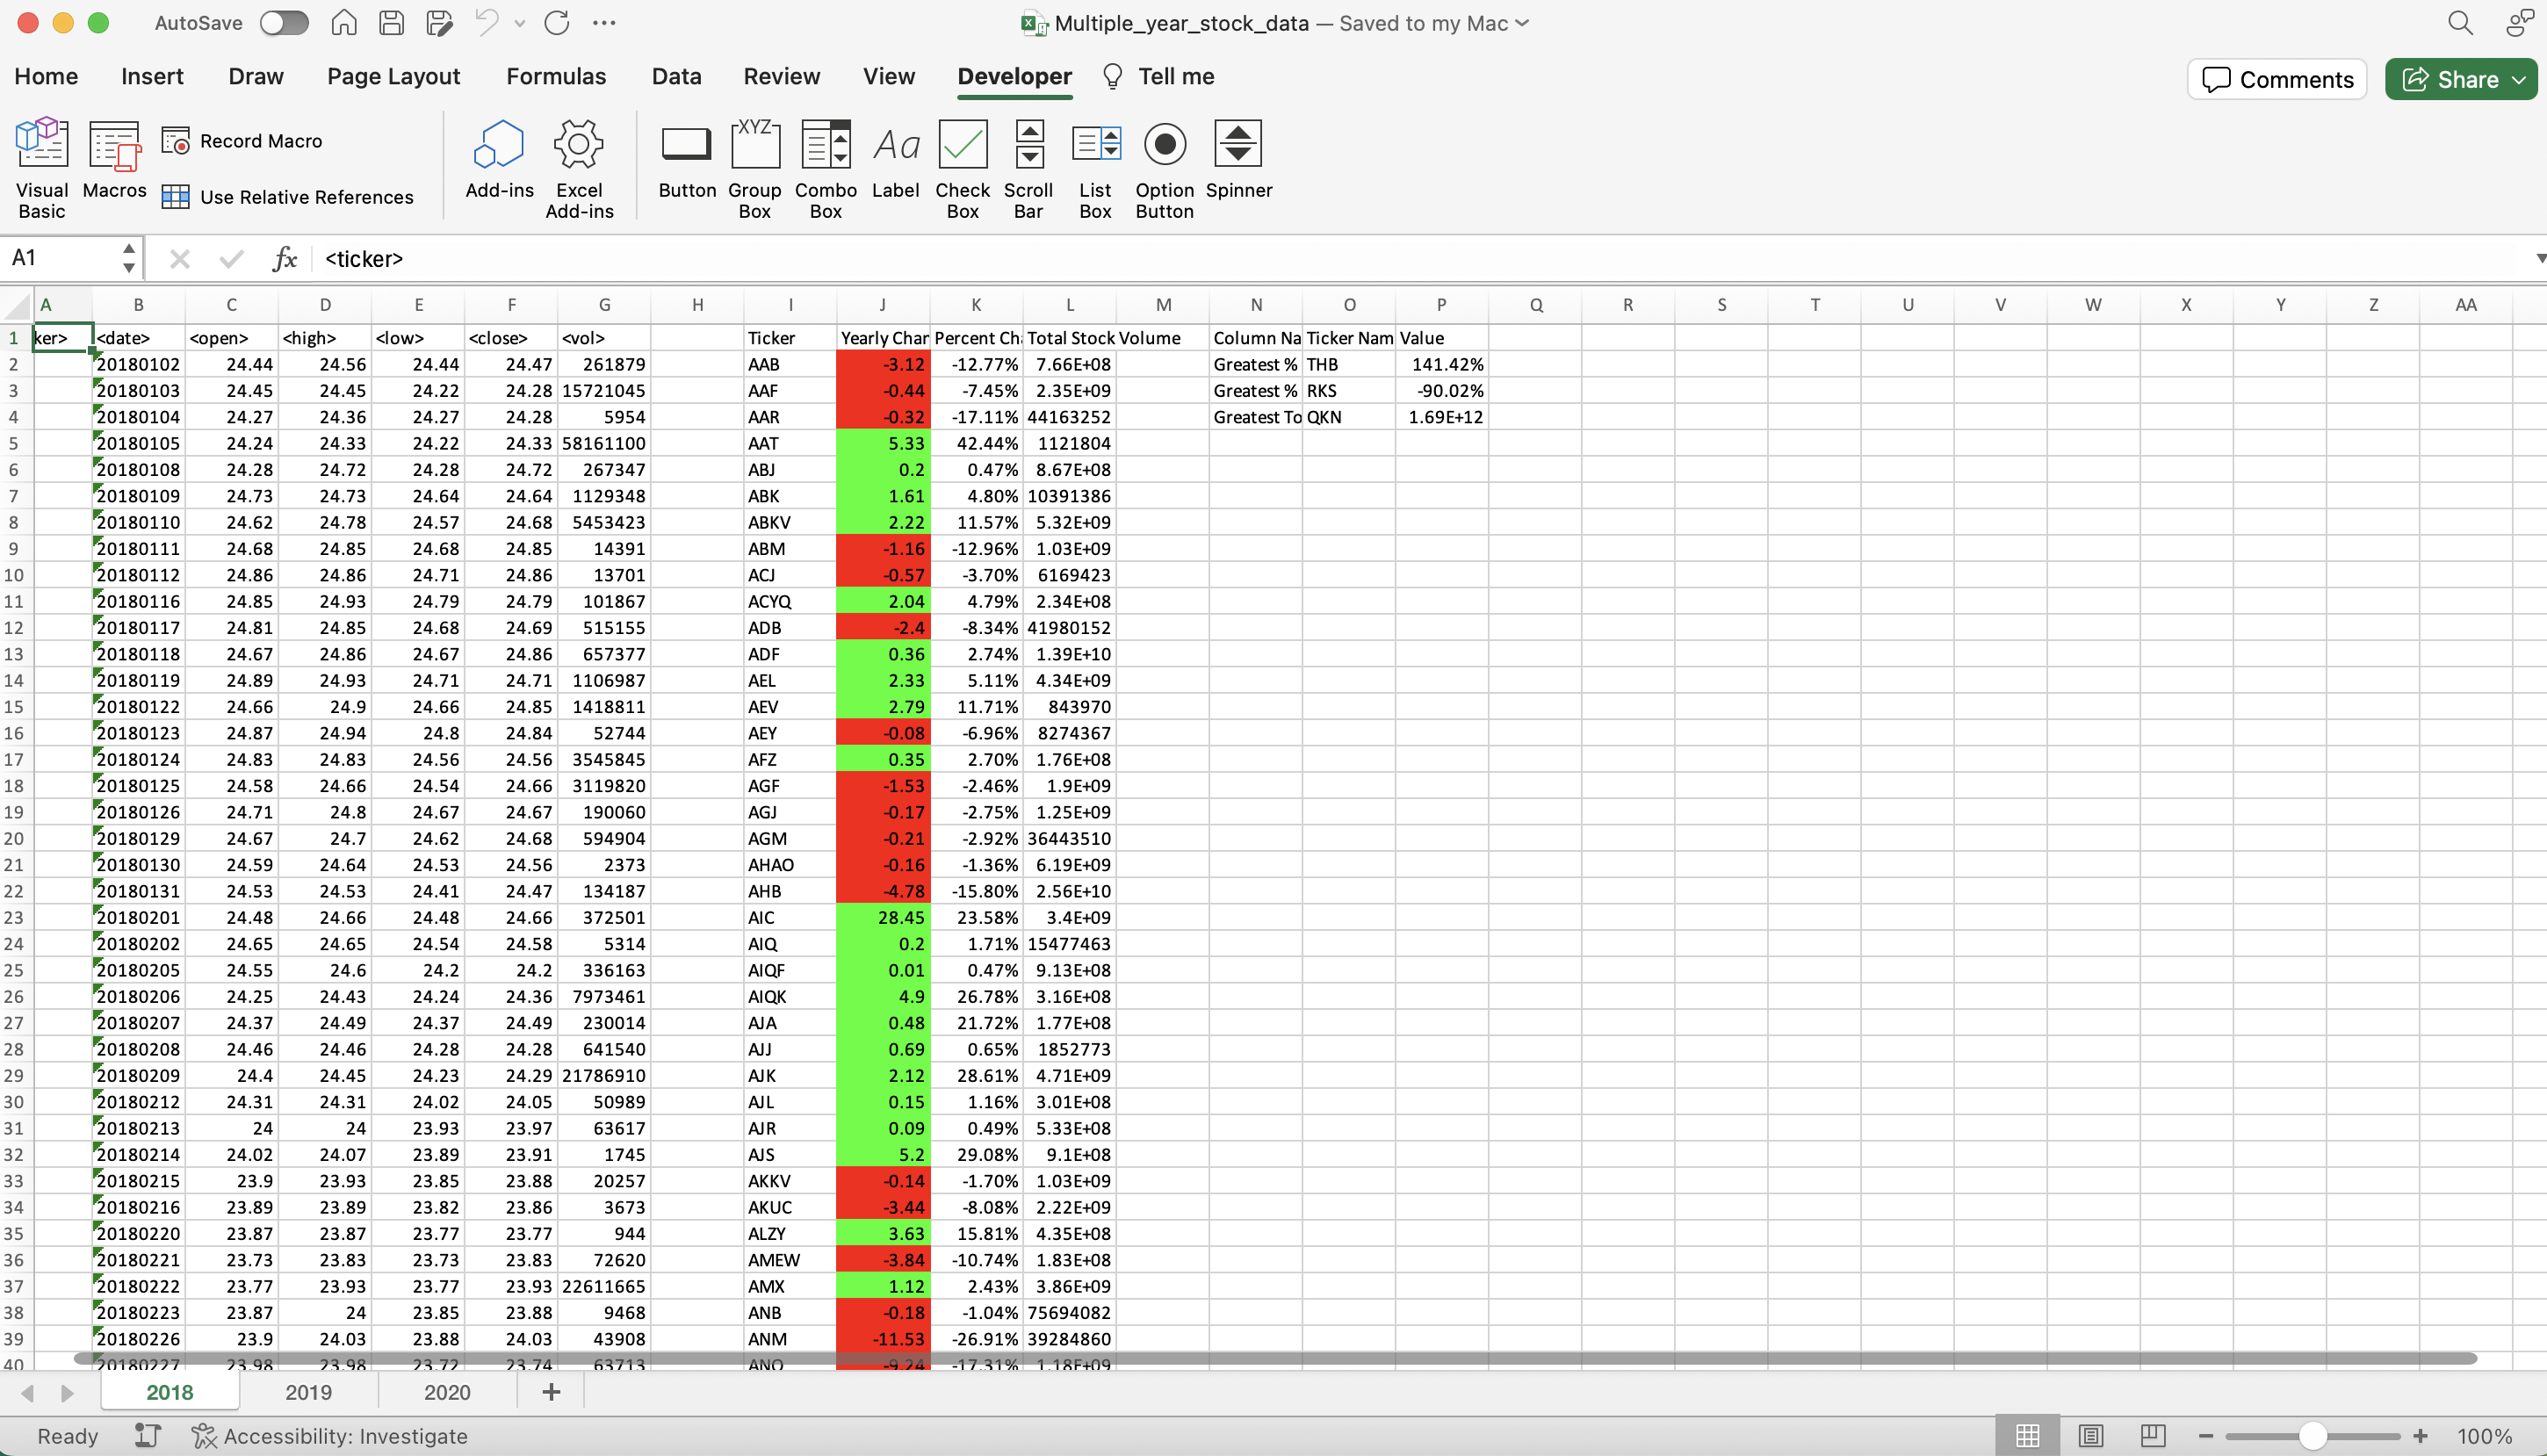 AutoSave
Multiple_year_stock_data — Saved to my Mac
Home Insert Draw Page Layout Formulas Data Review View Developer Tell me Comments Share
Visual Basic Macros Record Macro Use Relative References Add-ins Excel Add-ins Button XYZ Group Box Combo Box Aa Label Check Box Scroll Bar List Box Option Button Spinner
A1 fx <ticker>
A B C D E F G H I J K L M N O P Q R S T U V W X Y Z AA
1 ker> <date> <open> <high> <low> <close> <vol> Ticker Yearly Char Percent Ch Total Stock Volume Column Na Ticker Nam Value
2 20180102 24.44 24.56 24.44 24.47 261879 AAB -3.12 -12.77% 7.66E+08 Greatest % THB 141.42%
3 20180103 24.45 24.45 24.22 24.28 15721045 AAF -0.44 -7.45% 2.35E+09 Greatest % RKS -90.02%
4 20180104 24.27 24.36 24.27 24.28 5954 AAR -0.32 -17.11% 44163252 Greatest To QKN 1.69E+12
5 20180105 24.24 24.33 24.22 24.33 58161100 AAT 5.33 42.44% 1121804
6 20180108 24.28 24.72 24.28 24.72 267347 ABJ 0.2 0.47% 8.67E+08
7 20180109 24.73 24.73 24.64 24.64 1129348 ABK 1.61 4.80% 10391386
8 20180110 24.62 24.78 24.57 24.68 5453423 ABKV 2.22 11.57% 5.32E+09
9 20180111 24.68 24.85 24.68 24.85 14391 ABM -1.16 -12.96% 1.03E+09
10 20180112 24.86 24.86 24.71 24.86 13701 ACJ -0.57 -3.70% 6169423
11 20180116 24.85 24.93 24.79 24.79 101867 ACYQ 2.04 4.79% 2.34E+08
12 20180117 24.81 24.85 24.68 24.69 515155 ADB -2.4 -8.34% 41980152
13 20180118 24.67 24.86 24.67 24.86 657377 ADF 0.36 2.74% 1.39E+10
14 20180119 24.89 24.93 24.71 24.71 1106987 AEL 2.33 5.11% 4.34E+09
15 20180122 24.66 24.9 24.66 24.85 1418811 AEV 2.79 11.71% 843970
16 20180123 24.87 24.94 24.8 24.84 52744 AEY -0.08 -6.96% 8274367
17 20180124 24.83 24.83 24.56 24.56 3545845 AFZ 0.35 2.70% 1.76E+08
18 20180125 24.58 24.66 24.54 24.66 3119820 AGF -1.53 -2.46% 1.9E+09
19 20180126 24.71 24.8 24.67 24.67 190060 AGJ -0.17 -2.75% 1.25E+09
20 20180129 24.67 24.7 24.62 24.68 594904 AGM -0.21 -2.92% 36443510
21 20180130 24.59 24.64 24.53 24.56 2373 AHAO -0.16 -1.36% 6.19E+09
22 20180131 24.53 24.53 24.41 24.47 134187 AHB -4.78 -15.80% 2.56E+10
23 20180201 24.48 24.66 24.48 24.66 372501 AIC 28.45 23.58% 3.4E+09
24 20180202 24.65 24.65 24.54 24.58 5314 AIQ 0.2 1.71% 15477463
25 20180205 24.55 24.6 24.2 24.2 336163 AIQF 0.01 0.47% 9.13E+08
26 20180206 24.25 24.43 24.24 24.36 7973461 AIQK 4.9 26.78% 3.16E+08
27 20180207 24.37 24.49 24.37 24.49 230014 AJA 0.48 21.72% 1.77E+08
28 20180208 24.46 24.46 24.28 24.28 641540 AJJ 0.69 0.65% 1852773
29 20180209 24.4 24.45 24.23 24.29 21786910 AJK 2.12 28.61% 4.71E+09
30 20180212 24.31 24.31 24.02 24.05 50989 AJL 0.15 1.16% 3.01E+08
31 20180213 24 24 23.93 23.97 63617 AJR 0.09 0.49% 5.33E+08
32 20180214 24.02 24.07 23.89 23.91 1745 AJS 5.2 29.08% 9.1E+08
33 20180215 23.9 23.93 23.85 23.88 20257 AKKV -0.14 -1.70% 1.03E+09
34 20180216 23.89 23.89 23.82 23.86 3673 AKUC -3.44 -8.08% 2.22E+09
35 20180220 23.87 23.87 23.77 23.77 944 ALZY 3.63 15.81% 4.35E+08
36 20180221 23.73 23.83 23.73 23.83 72620 AMEW -3.84 -10.74% 1.83E+08
37 20180222 23.77 23.93 23.77 23.93 22611665 AMX 1.12 2.43% 3.86E+09
38 20180223 23.87 24 23.85 23.88 9468 ANB -0.18 -1.04% 75694082
39 20180226 23.9 24.03 23.88 24.03 43908 ANM -11.53 -26.91% 39284860
40 20180227 23.98 23.98 23.72 23.74 63713 ANO -9.24 -17.31% 1.18E+09
2018 2019 2020 +
Ready Accessibility: Investigate 100%